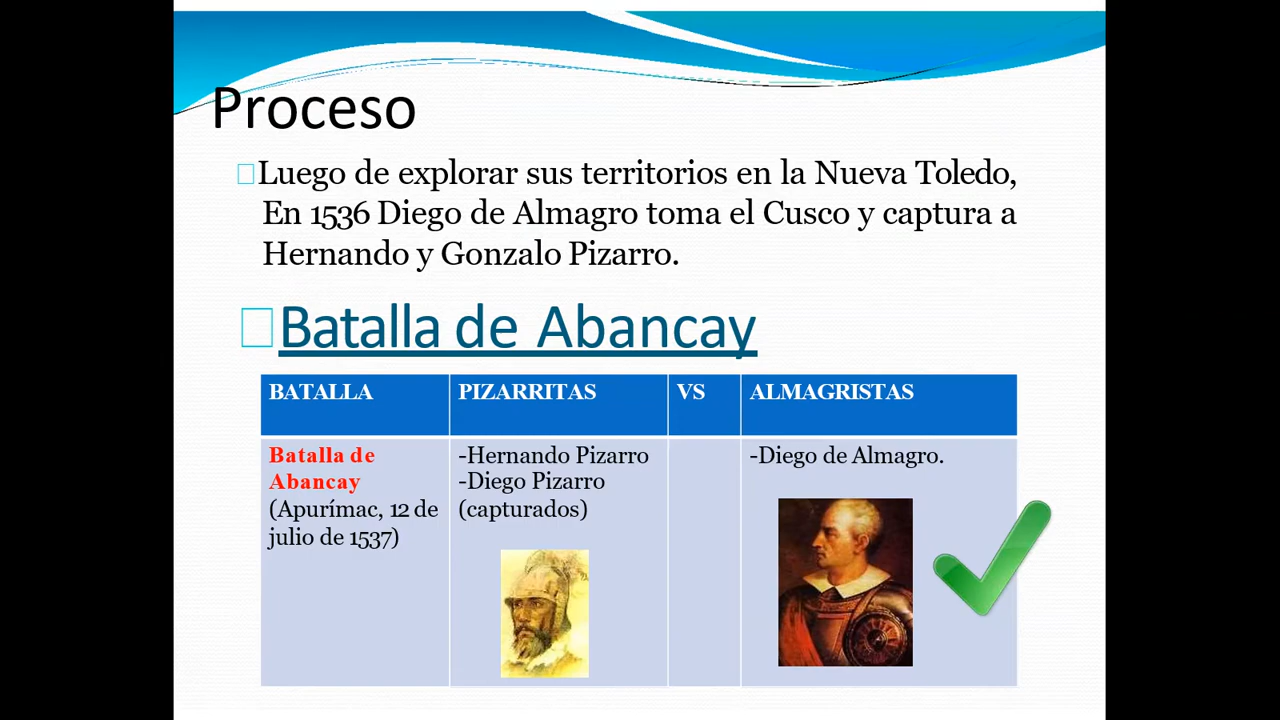 Proceso
Luego de explorar sus territorios en la Nueva Toledo,
En 1536 Diego de Almagro toma el Cusco y captura a
Hernando y Gonzalo Pizarro.
Batalla de Abancay
BATALLA PIZARRITAS VS ALMAGRISTAS
Batalla de
Abancay
(Apurímac, 12 de
julio de 1537)
-Hernando Pizarro
-Diego Pizarro
(capturados)
-Diego de Almagro.